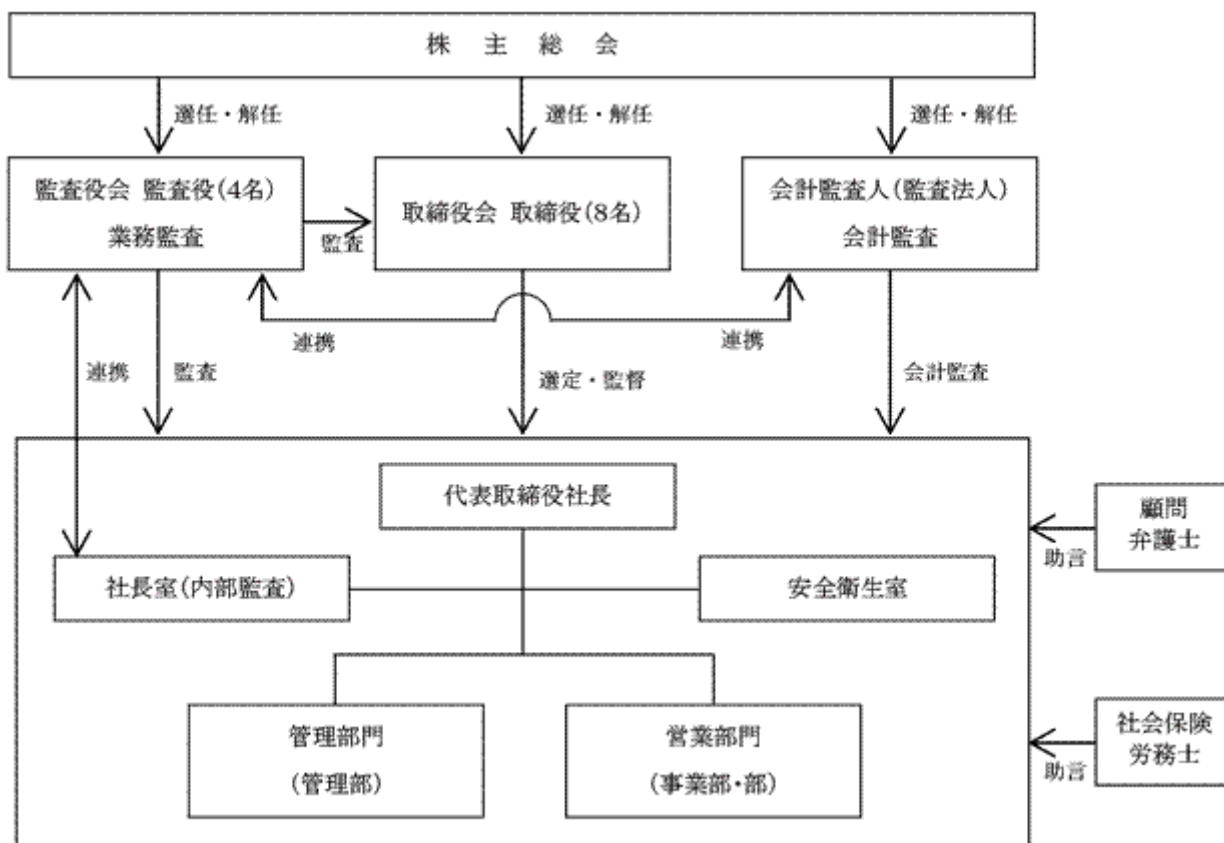 株主総会
選任・解任
選任・解任
選任・解任
監査役会 監査役(4名)
業務監査
監査
取締役会 取締役(8名)
会計監査人(監査法人)
会計監査
連携
連携
連携
監査
選定・監督
会計監査
代表取締役社長
社長室(内部監査)
安全衛生室
管理部門
(管理部)
営業部門
(事業部・部)
顧問
弁護士
助言
社会保険
労務士
助言